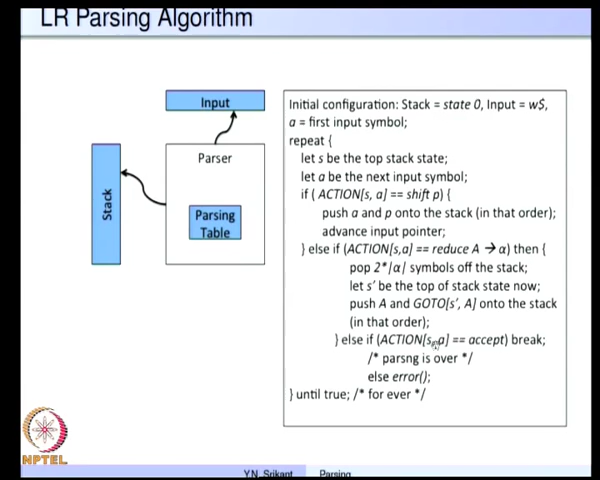 LR Parsing Algorithm
Input
Parser
Parsing
Table
Stack
Initial configuration: Stack = state 0, Input = w$,
a = first input symbol;
repeat {
let s be the top stack state;
let a be the next input symbol;
if ( ACTION[s, a] == shift p) {
push a and p onto the stack (in that order);
advance input pointer;
} else if (ACTION[s,a] == reduce A → α) then {
pop 2*|α| symbols off the stack;
let s' be the top of stack state now;
push A and GOTO[s', A] onto the stack
(in that order);
} else if (ACTION[s, a] == accept) break;
/* parsng is over */
else error();
} until true; /* for ever */
NPTEL
Y.N. Srikant Parsing